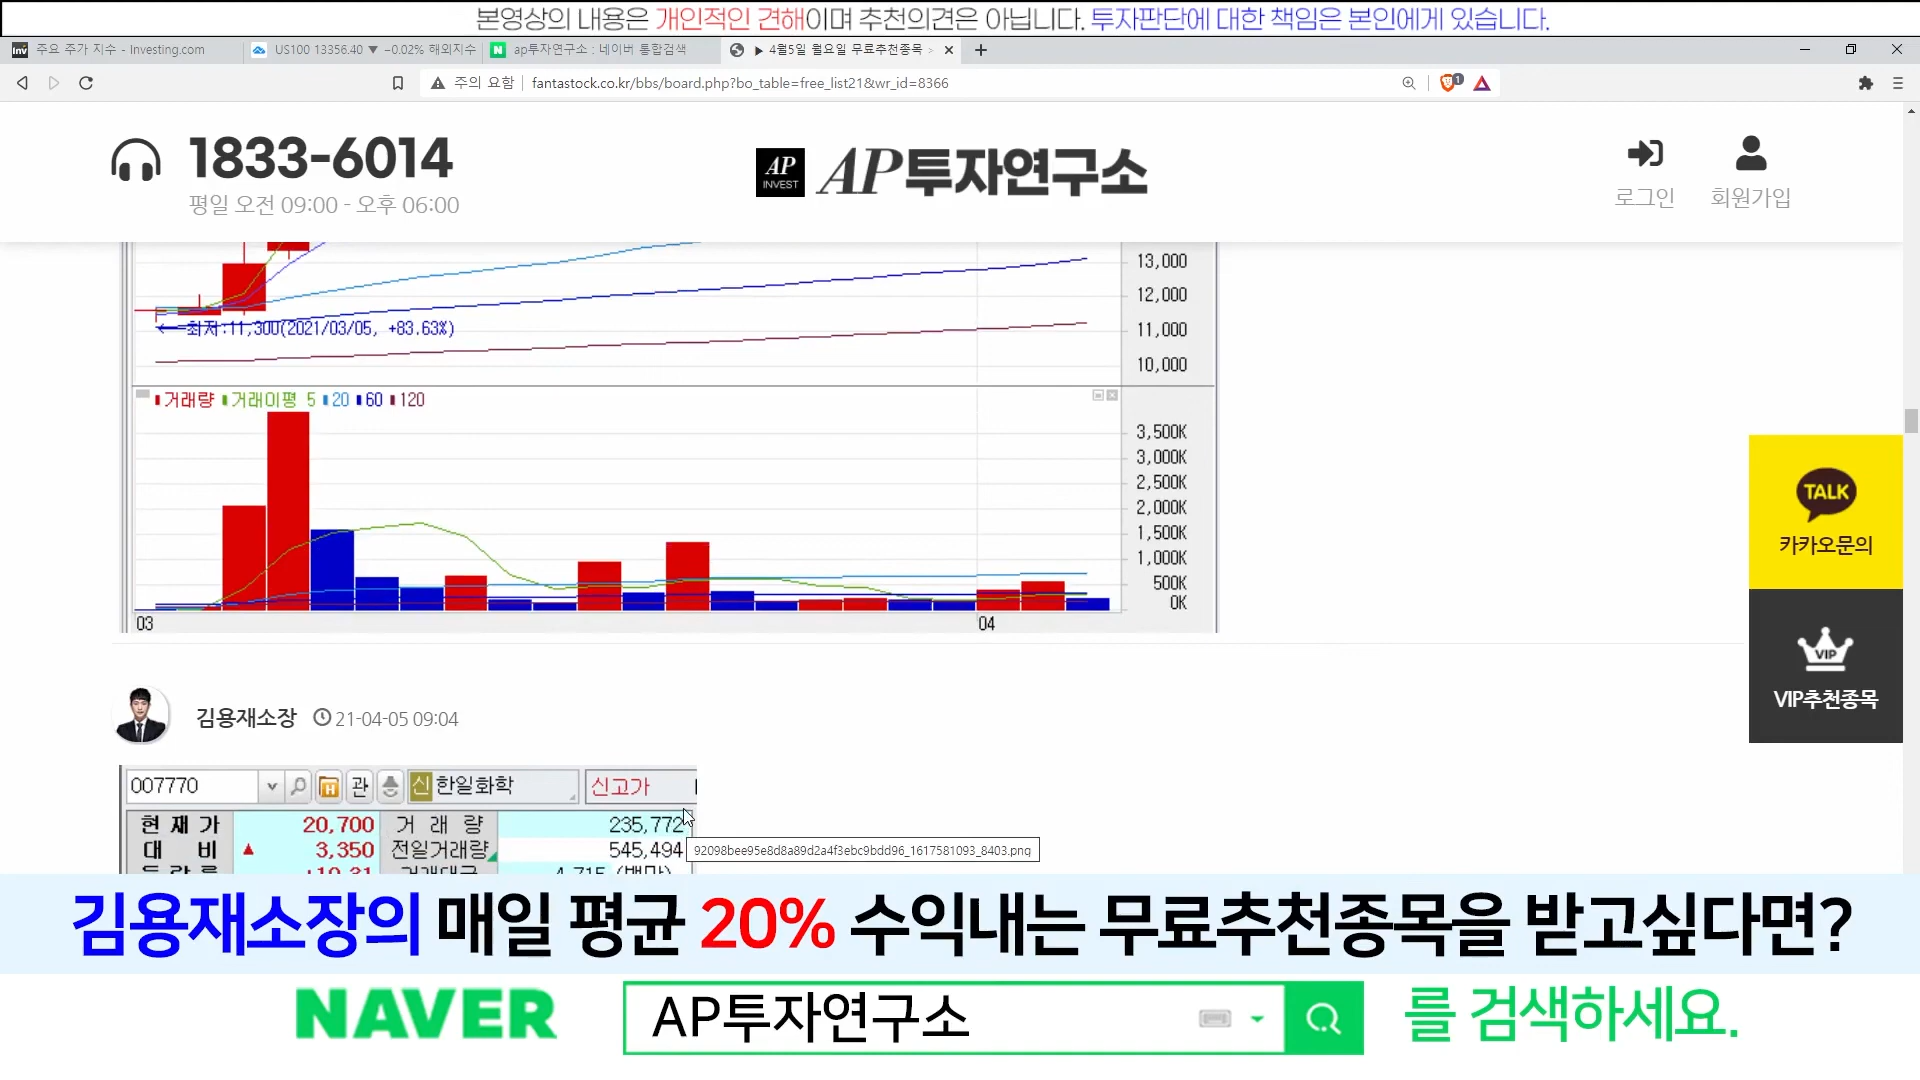 본영상의 내용은 개인적인 견해이며 추천의견은 아닙니다. 투자판단에 대한 책임은 본인에게 있습니다.
주요 주가 지수 - Investing.com
US100 13356.40 ▼ −0.02% 해외지수
ap투자연구소 : 네이버 통합검색
▶ 4월5일 월요일 무료추천종목 >
주의 요함
fantastock.co.kr/bbs/board.php?bo_table=free_list21&wr_id=8366
1833-6014
평일 오전 09:00 - 오후 06:00
AP INVEST
AP투자연구소
로그인
회원가입
13,000
12,000
←최저:11,300(2021/03/05, +83.63%)
11,000
10,000
거래량 거래이평 5 20 60 120
3,500K
3,000K
2,500K
2,000K
1,500K
1,000K
500K
0K
03
04
TALK
카카오문의
VIP
VIP추천종목
김용재소장
21-04-05 09:04
007770
관
신 한일화학
신고가
현 재 가 20,700 거 래 량 235,772
대 비 ▲ 3,350 전일거래량 545,494
92098bee95e8d8a89d2a4f3ebc9bdd96_1617581093_8403.png
김용재소장의 매일 평균 20% 수익내는 무료추천종목을 받고싶다면?
NAVER
AP투자연구소
를 검색하세요.